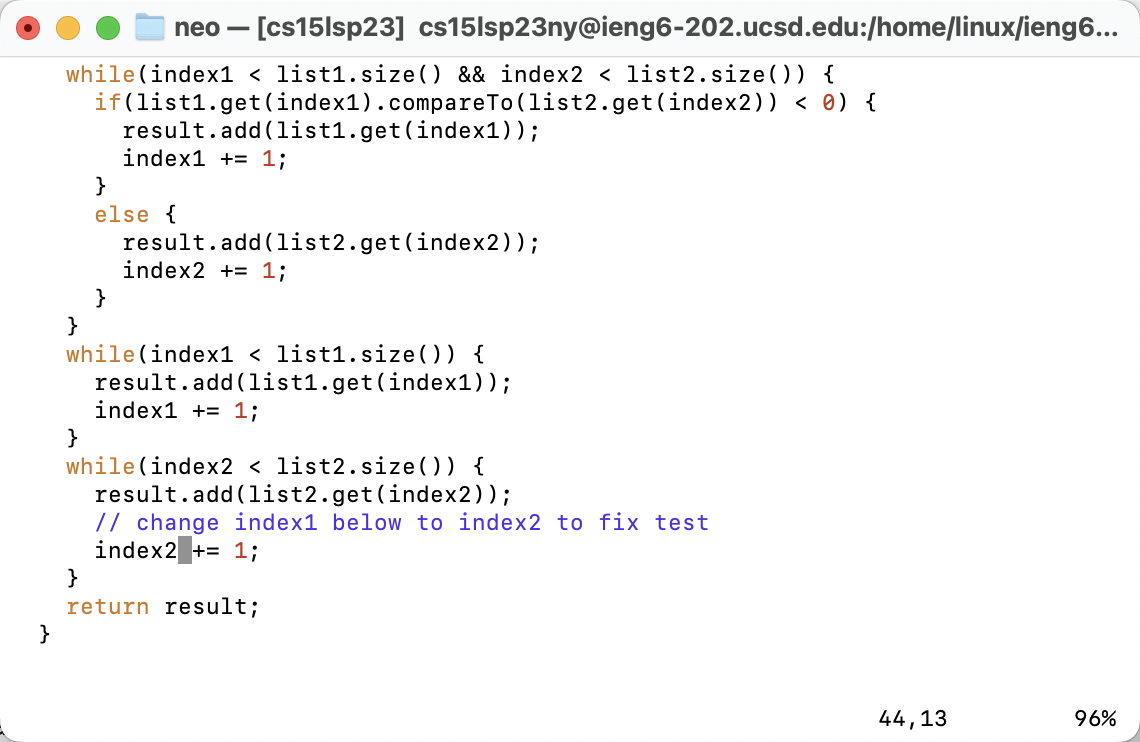 neo — [cs15lsp23]  cs15lsp23ny@ieng6-202.ucsd.edu:/home/linux/ieng6...
    while(index1 < list1.size() && index2 < list2.size()) {
      if(list1.get(index1).compareTo(list2.get(index2)) < 0) {
        result.add(list1.get(index1));
        index1 += 1;
      }
      else {
        result.add(list2.get(index2));
        index2 += 1;
      }
    }
    while(index1 < list1.size()) {
      result.add(list1.get(index1));
      index1 += 1;
    }
    while(index2 < list2.size()) {
      result.add(list2.get(index2));
      // change index1 below to index2 to fix test
      index2 += 1;
    }
    return result;
  }
44,13 96%